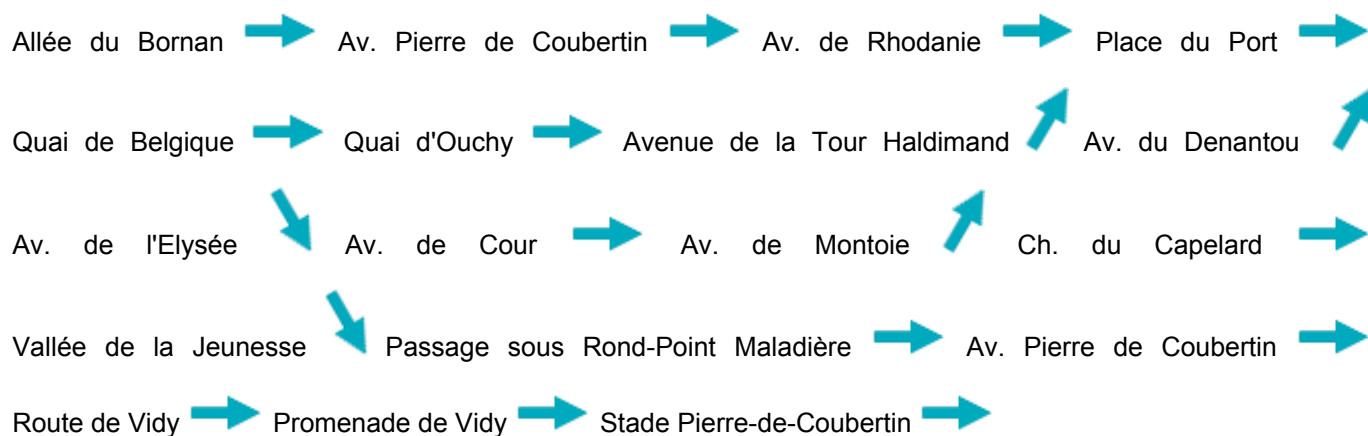 Allée du Bornan Av. Pierre de Coubertin Av. de Rhodanie Place du Port
Quai de Belgique Quai d'Ouchy Avenue de la Tour Haldimand Av. du Denantou
Av. de l'Elysée Av. de Cour Av. de Montoie Ch. du Capelard
Vallée de la Jeunesse Passage sous Rond-Point Maladière Av. Pierre de Coubertin
Route de Vidy Promenade de Vidy Stade Pierre-de-Coubertin